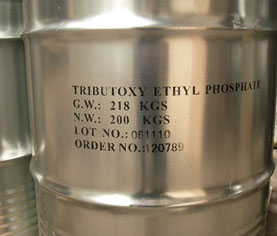 TRIBUTOXY ETHYL PHOSPHATE
G.W.: 218 KGS
N.W.: 200 KGS
LOT NO.: 061110
ORDER NO.: 120789